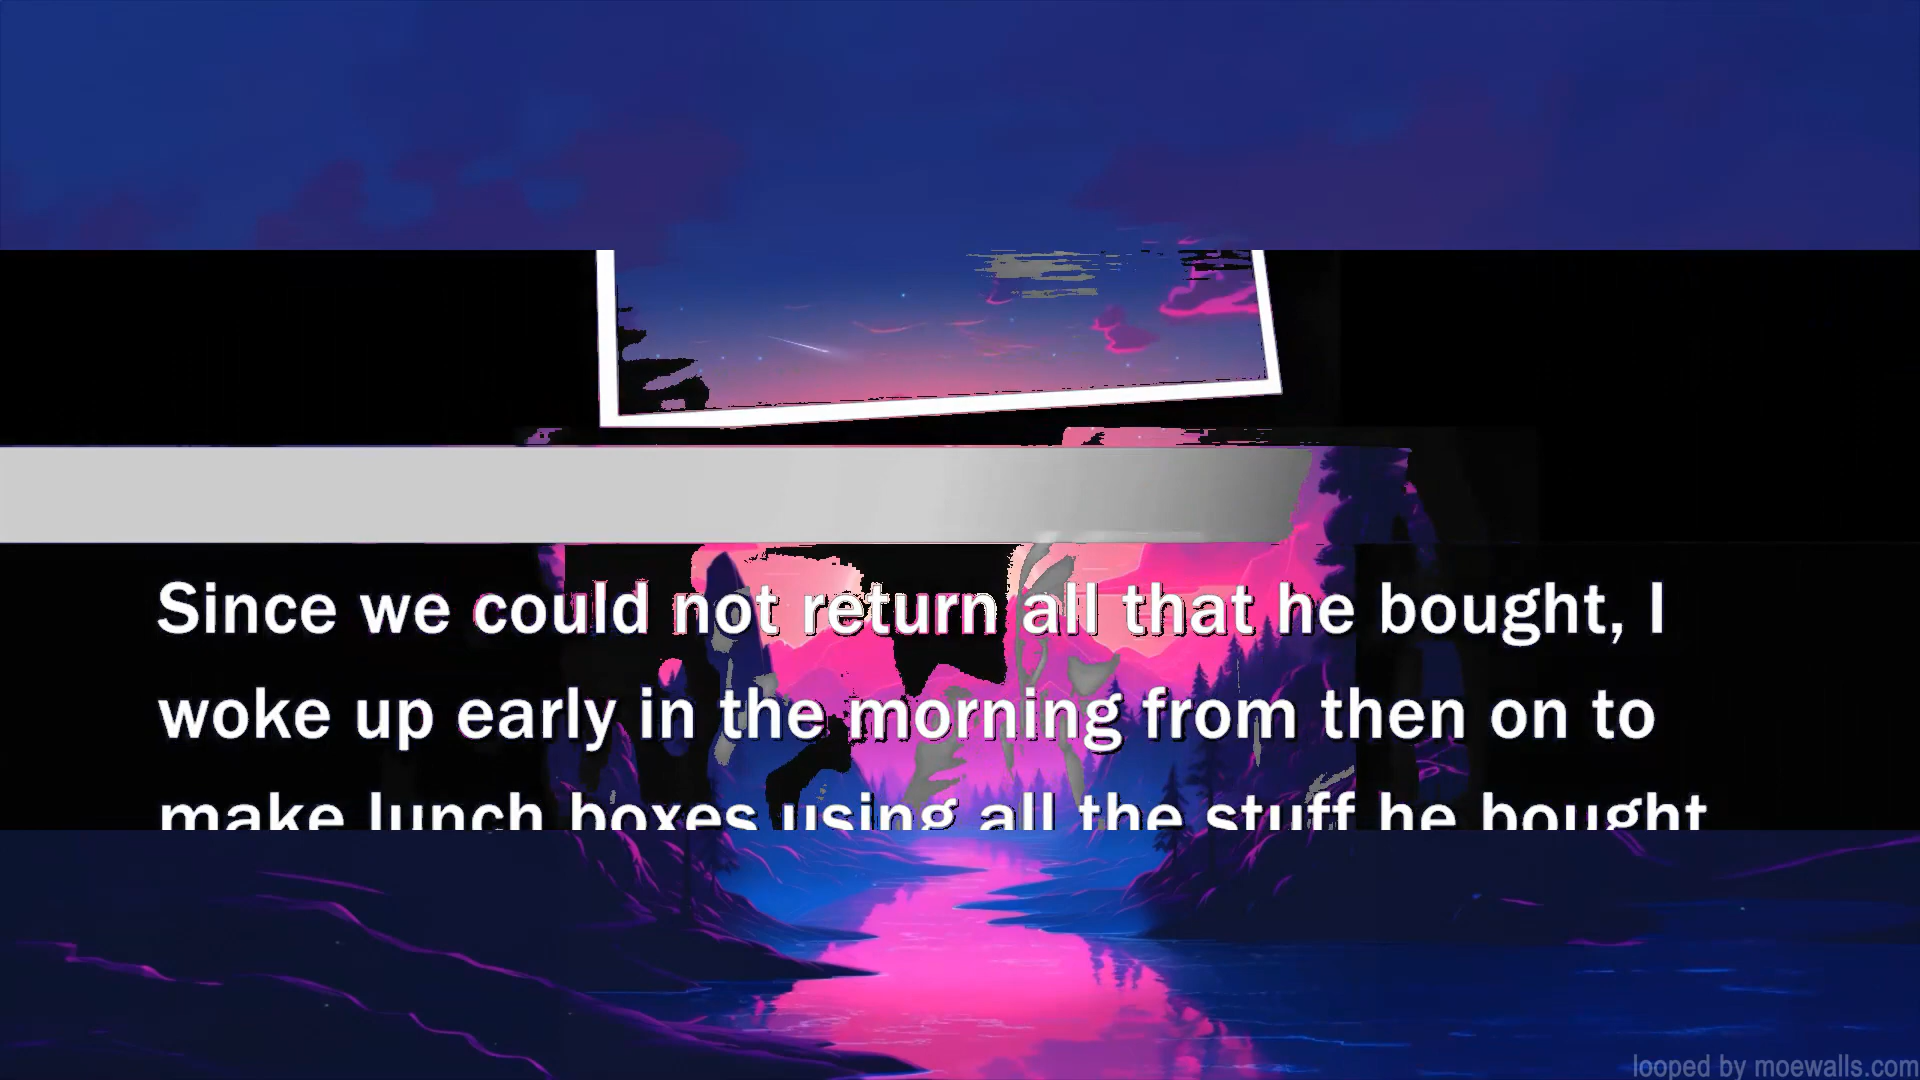 Since we could not return all that he bought, I
woke up early in the morning from then on to
make lunch boxes using all the stuff he bought
looped by moewalls.com